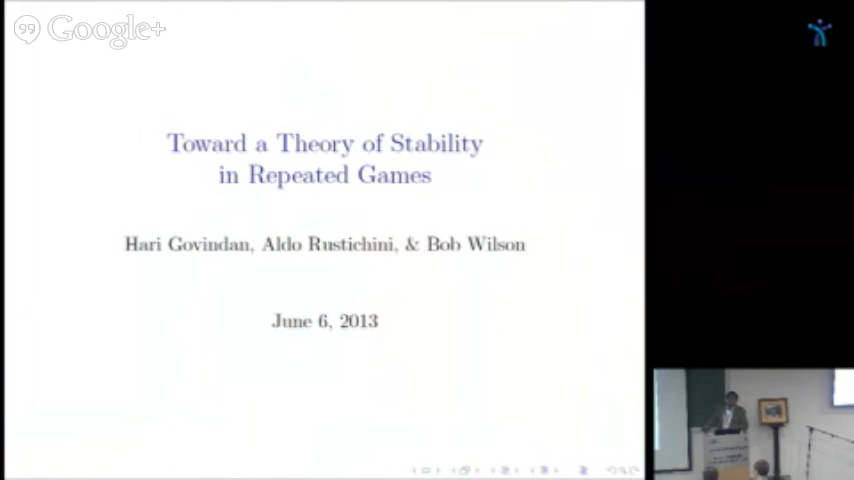 Google+
Toward a Theory of Stability
in Repeated Games
Hari Govindan, Aldo Rustichini, & Bob Wilson
June 6, 2013